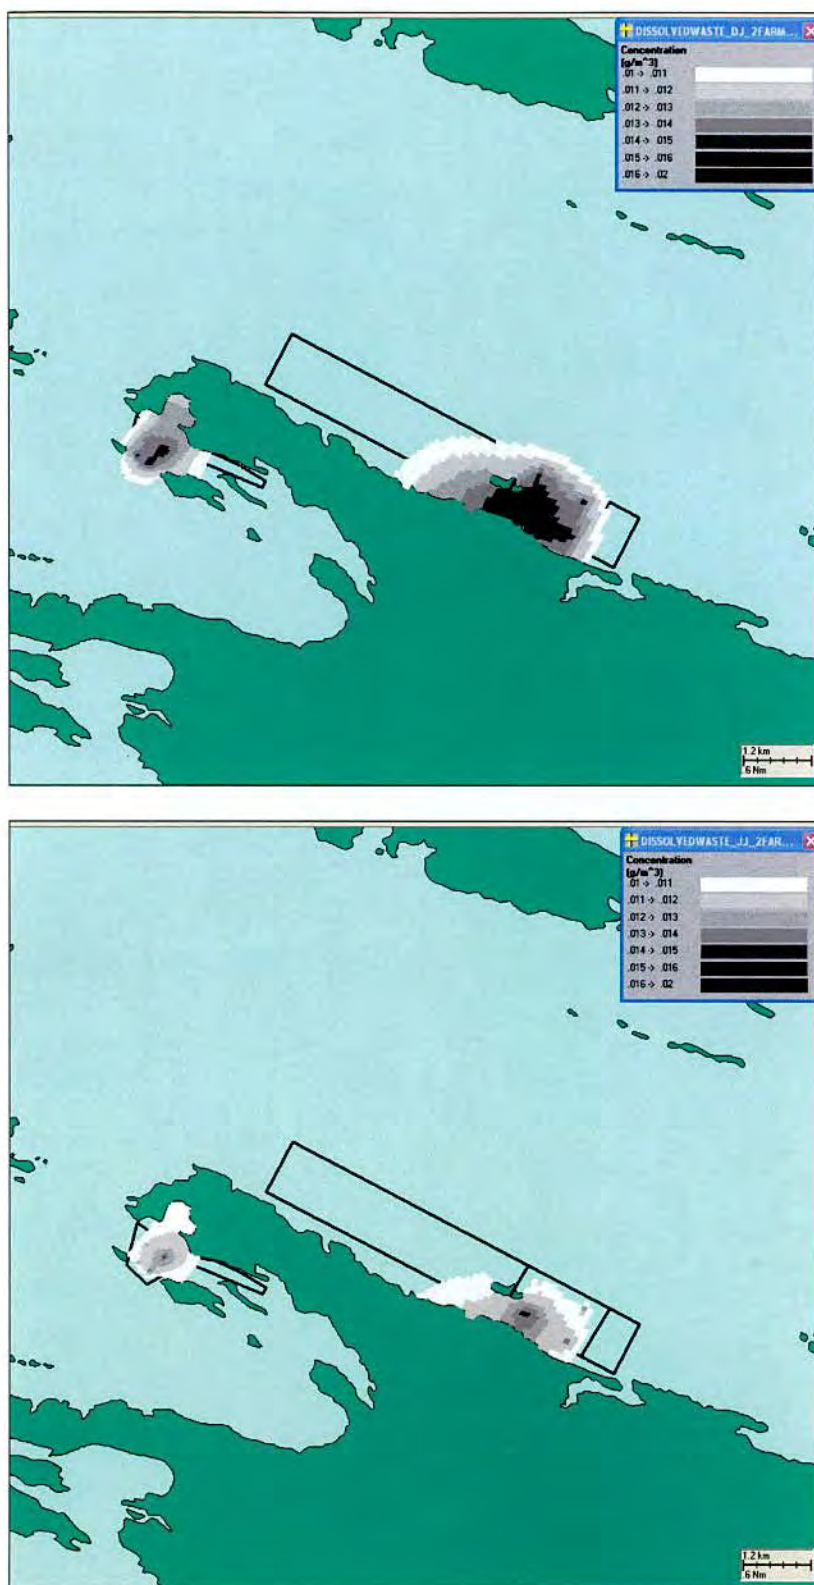 DISSOLVEDWASTE_DJ_2FARM...
Concentration
[g/m^3]
.01 -> .011
.011 -> .012
.012 -> .013
.013 -> .014
.014 -> .015
.015 -> .016
.016 -> .02
1.2 km
.6 Nm
DISSOLVEDWASTE_JJ_2FAR...
Concentration
[g/m^3]
.01 -> .011
.011 -> .012
.012 -> .013
.013 -> .014
.014 -> .015
.015 -> .016
.016 -> .02
1.2 km
.6 Nm